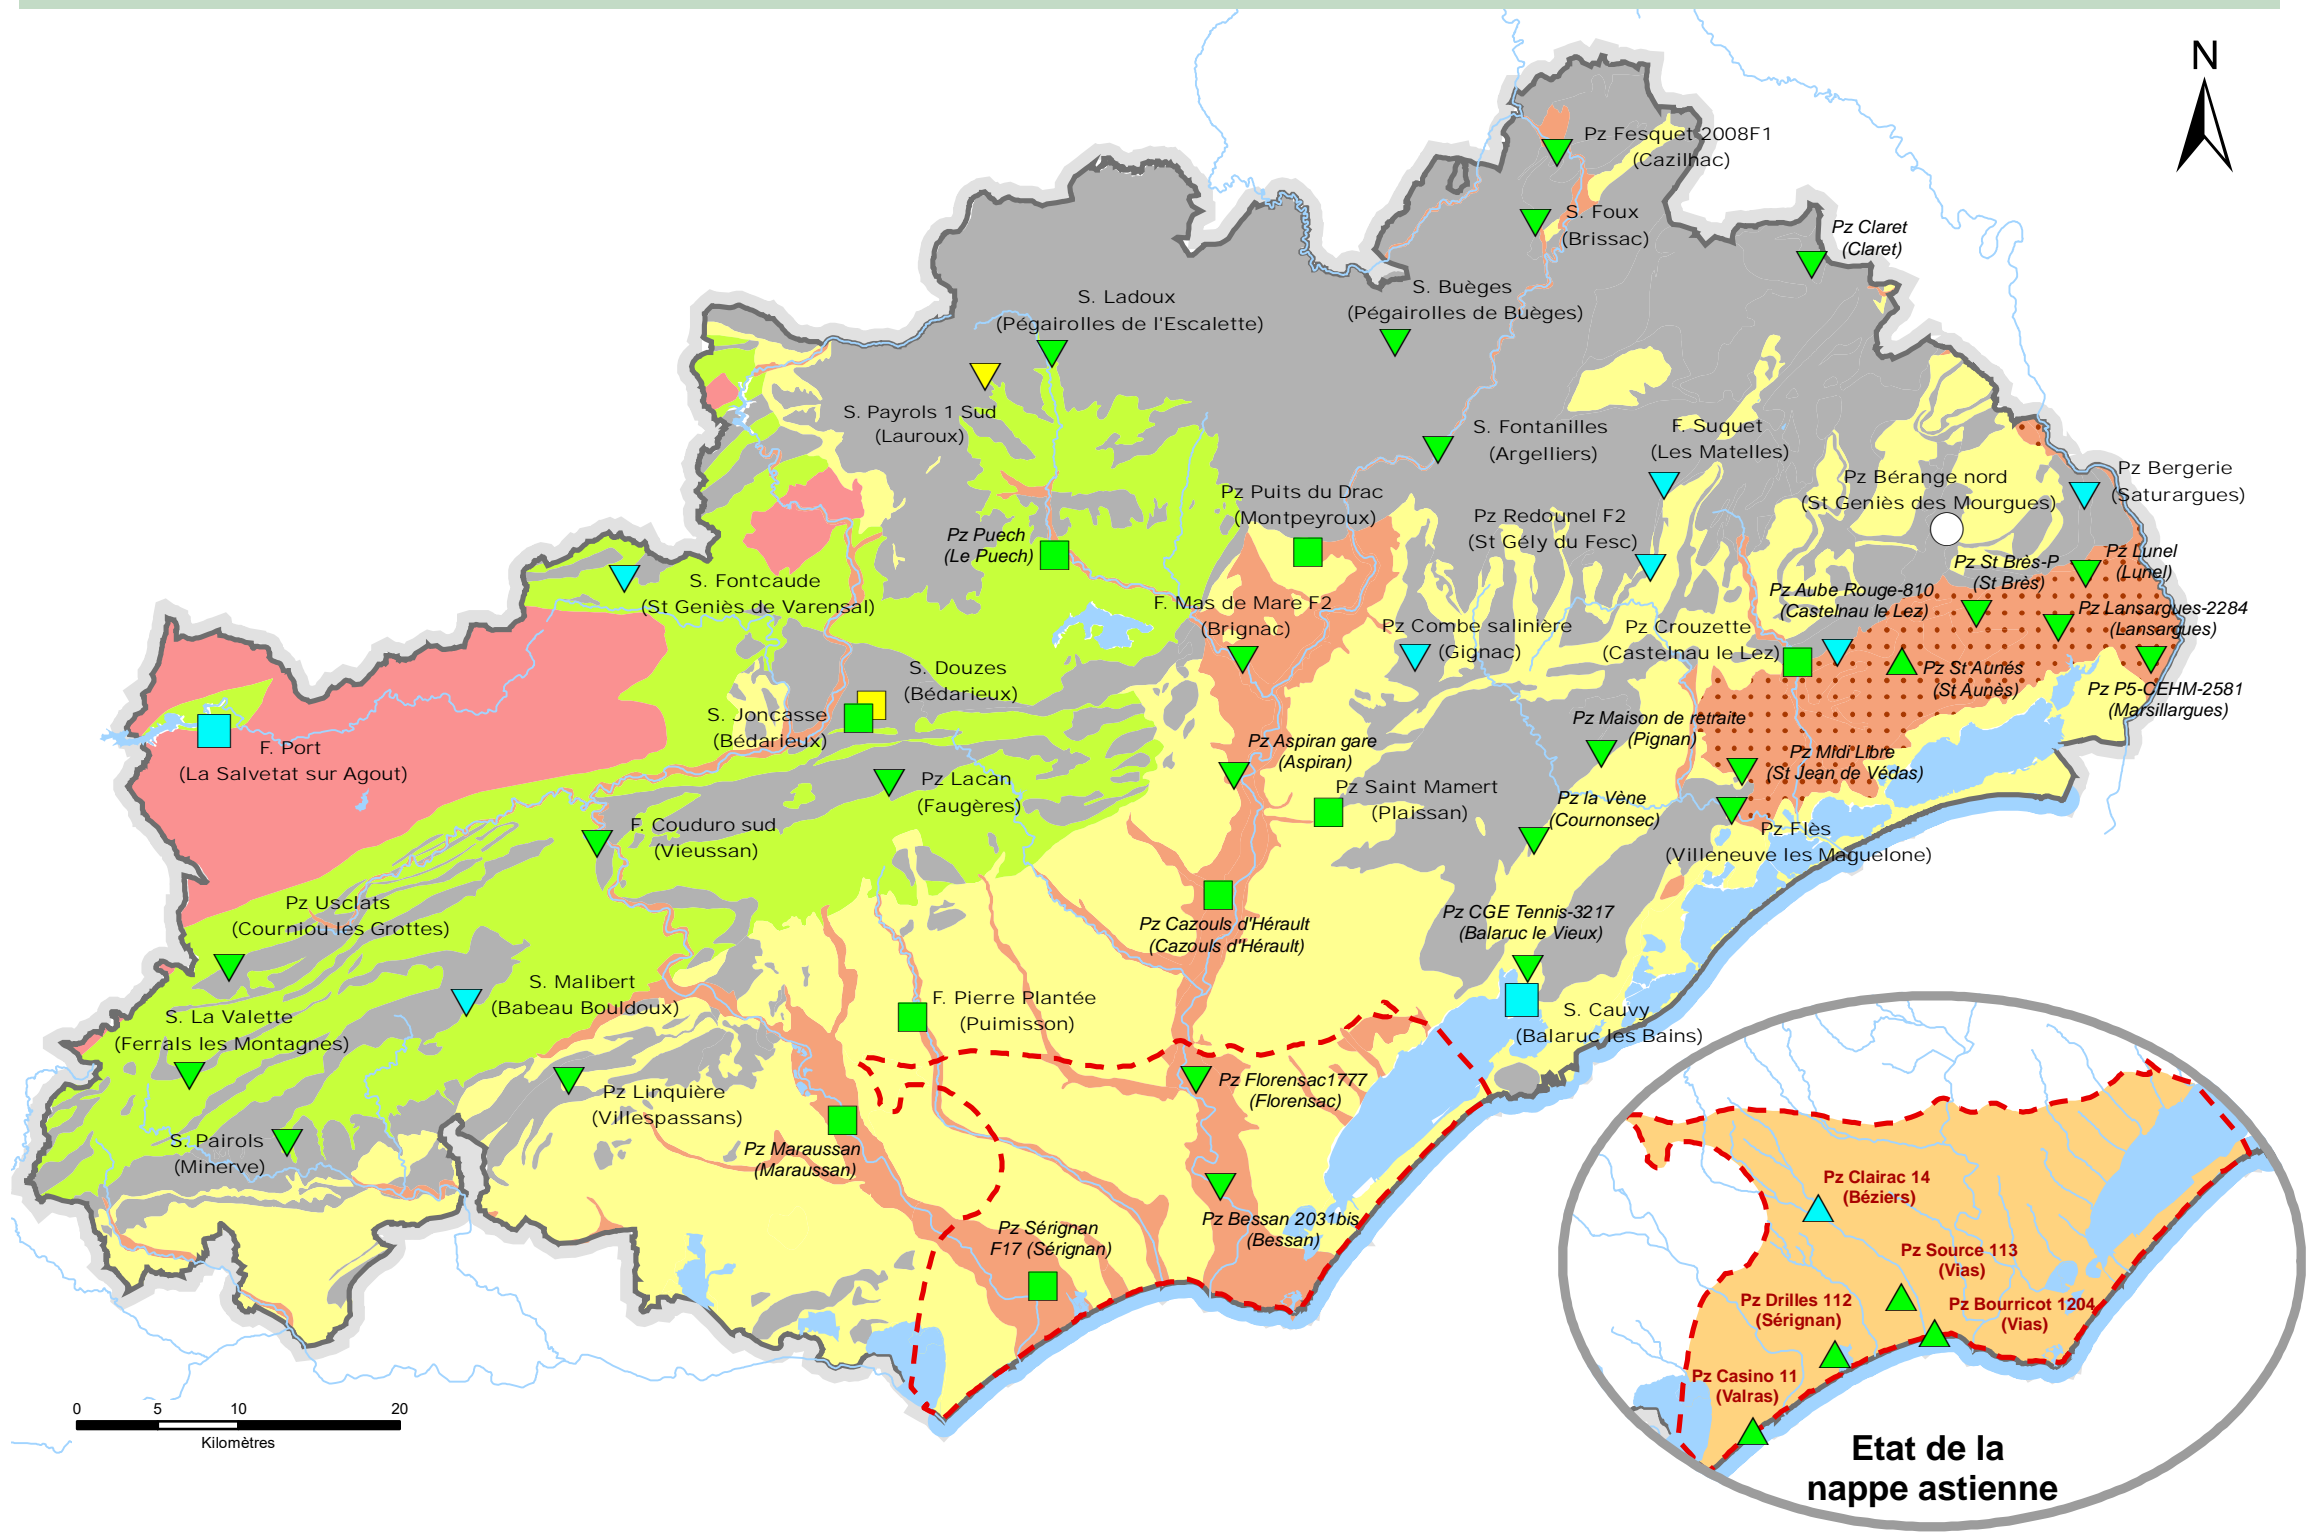 N
Pz Fesquet 2008F1
(Cazilhac)
S. Foux
(Brissac)
Pz Claret
(Claret)
S. Buèges
(Pégairolles de Buèges)
S. Ladoux
(Pégairolles de l'Escalette)
S. Payrols 1 Sud
(Lauroux)
S. Fontanilles
(Argelliers)
F. Suquet
(Les Matelles)
Pz Bérange nord
(St Geniès des Mourgues)
Pz Bergerie
(Saturargues)
Pz Puits du Drac
(Montpeyroux)
Pz Redounel F2
(St Gély du Fesc)
Pz Puech
(Le Puech)
Pz Lunel
(Lunel)
Pz St Brès-P
(St Brès)
S. Fontcaude
(St Geniès de Varensal)
Pz Aube Rouge-810
(Castelnau le Lez)
F. Mas de Mare F2
(Brignac)
Pz Lansargues-2284
(Lansargues)
Pz Combe salinière
(Gignac)
Pz Crouzette
(Castelnau le Lez)
S. Douzes
(Bédarieux)
Pz St Aunés
(St Aunès)
Pz P5-CEHM-2581
(Marsillargues)
S. Joncasse
(Bédarieux)
Pz Maison de retraite
(Pignan)
F. Port
(La Salvetat sur Agout)
Pz Aspiran gare
(Aspiran)
Pz Midi Libre
(St Jean de Védas)
Pz Lacan
(Faugères)
Pz Saint Mamert
(Plaissan)
Pz la Vène
(Cournonsec)
F. Couduro sud
(Vieussan)
Pz Flès
(Villeneuve les Maguelone)
Pz Usclats
(Courniou les Grottes)
Pz Cazouls d'Hérault
(Cazouls d'Hérault)
Pz CGE Tennis-3217
(Balaruc le Vieux)
S. Malibert
(Babeau Bouldoux)
F. Pierre Plantée
(Puimisson)
S. Cauvy
(Balaruc les Bains)
S. La Valette
(Ferrals les Montagnes)
Pz Linquière
(Villespassans)
Pz Florensac1777
(Florensac)
S. Pairols
(Minerve)
Pz Maraussan
(Maraussan)
Pz Bessan 2031bis
(Bessan)
Pz Sérignan
F17 (Sérignan)
Pz Clairac 14
(Béziers)
Pz Source 113
(Vias)
Pz Drilles 112
(Sérignan)
Pz Bourricot 1204
(Vias)
Pz Casino 11
(Valras)
Etat de la
nappe astienne
0 5 10 20
Kilomètres